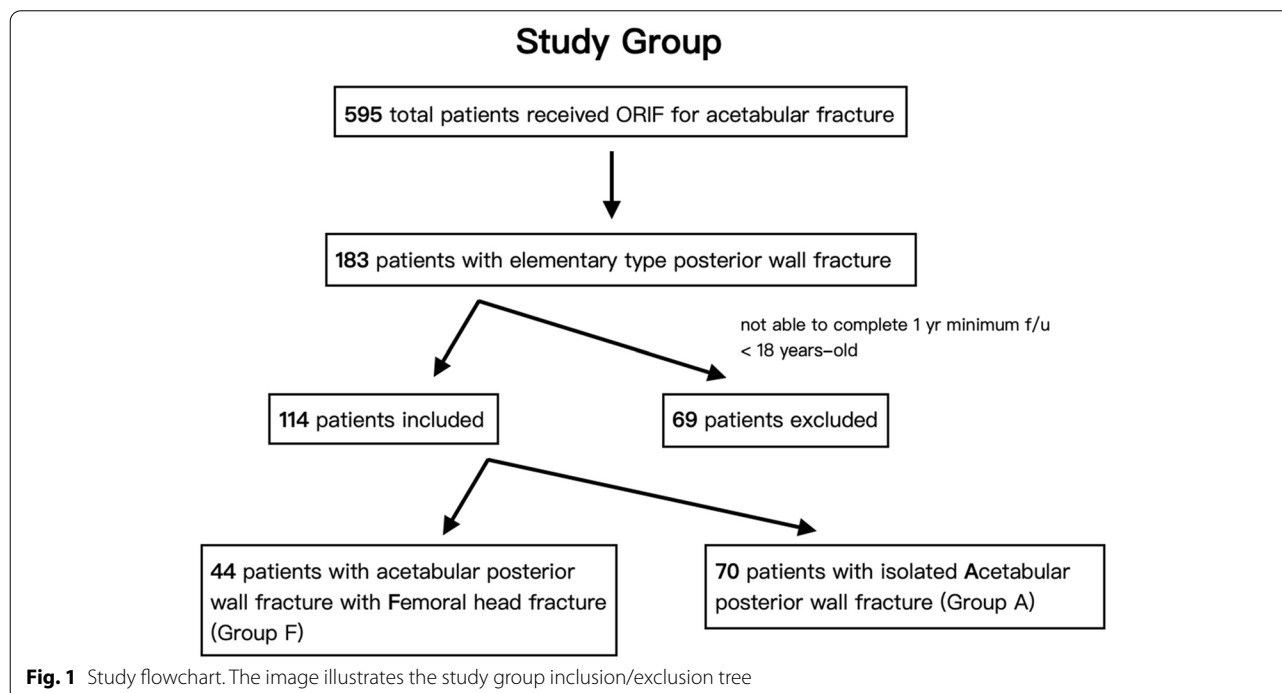 Study Group
595 total patients received ORIF for acetabular fracture
183 patients with elementary type posterior wall fracture
not able to complete 1 yr minimum f/u
< 18 years-old
114 patients included
69 patients excluded
44 patients with acetabular posterior
wall fracture with Femoral head fracture
(Group F)
70 patients with isolated Acetabular
posterior wall fracture (Group A)
Fig. 1 Study flowchart. The image illustrates the study group inclusion/exclusion tree